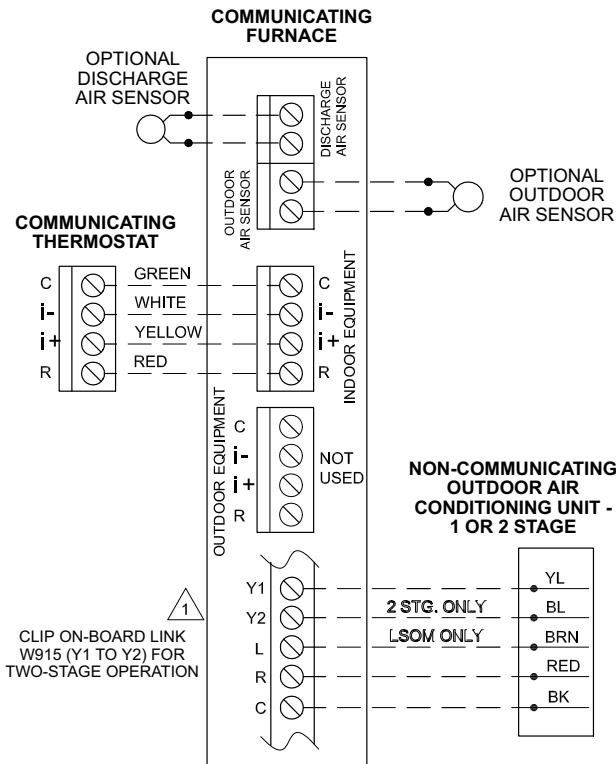 COMMUNICATING
FURNACE
OPTIONAL
DISCHARGE
AIR SENSOR
DISCHARGE
AIR SENSOR
OUTDOOR
AIR SENSOR
OPTIONAL
OUTDOOR
AIR SENSOR
COMMUNICATING
THERMOSTAT
C
GREEN
C
i-
WHITE
i-
i+
YELLOW
i+
R
RED
R
INDOOR EQUIPMENT
OUTDOOR EQUIPMENT
C
i-
i+
R
NOT
USED
NON-COMMUNICATING
OUTDOOR AIR
CONDITIONING UNIT -
1 OR 2 STAGE
1
CLIP ON-BOARD LINK
W915 (Y1 TO Y2) FOR
TWO-STAGE OPERATION
Y1
YL
Y2
2 STG. ONLY
BL
L
LSOM ONLY
BRN
R
RED
C
BK